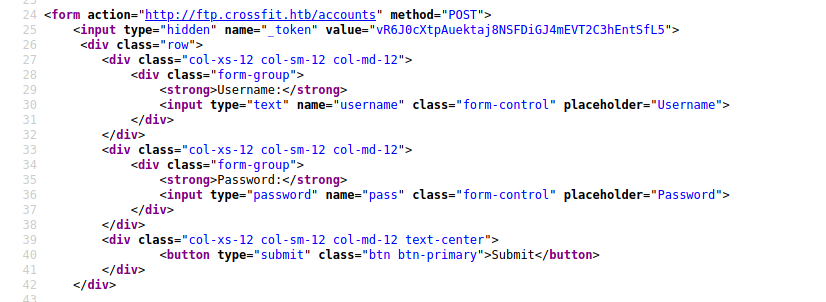 24 <form action="http://ftp.crossfit.htb/accounts" method="POST">
25     <input type="hidden" name="_token" value="vR6J0cXtpAuektaj8NSFDiGJ4mEVT2C3hEntSfL5">
26      <div class="row">
27         <div class="col-xs-12 col-sm-12 col-md-12">
28             <div class="form-group">
29                 <strong>Username:</strong>
30                 <input type="text" name="username" class="form-control" placeholder="Username">
31             </div>
32         </div>
33         <div class="col-xs-12 col-sm-12 col-md-12">
34             <div class="form-group">
35                 <strong>Password:</strong>
36                 <input type="password" name="pass" class="form-control" placeholder="Password">
37             </div>
38         </div>
39         <div class="col-xs-12 col-sm-12 col-md-12 text-center">
40                 <button type="submit" class="btn btn-primary">Submit</button>
41         </div>
42     </div>